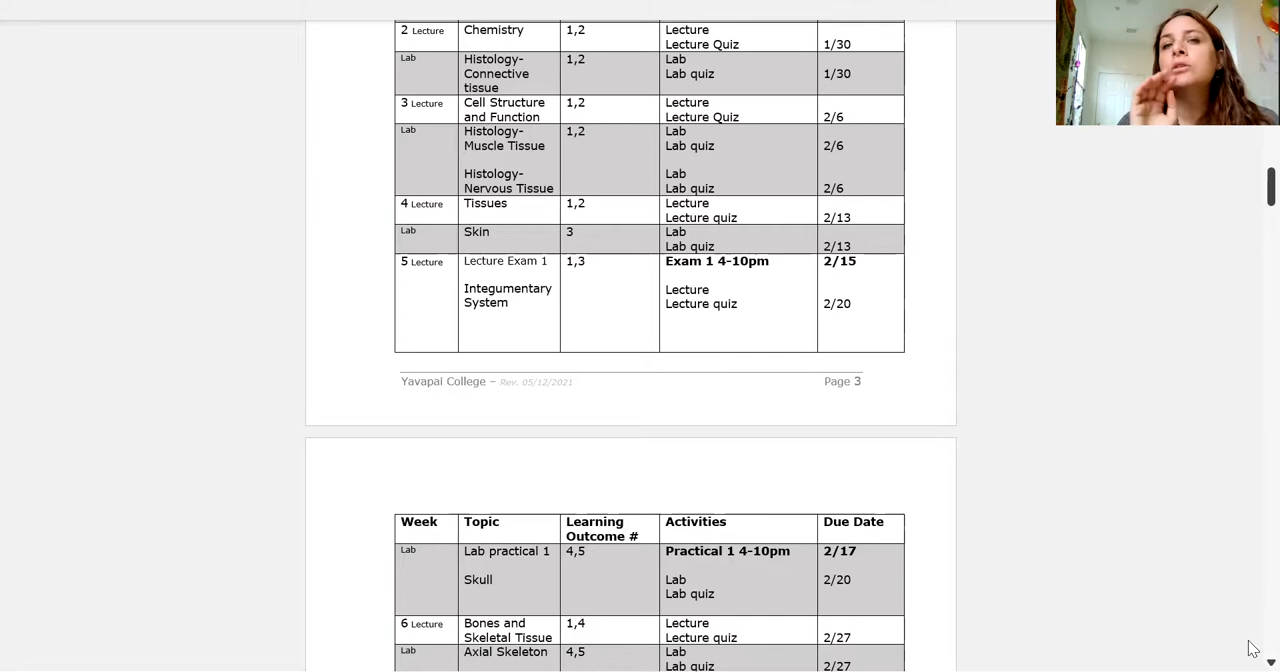 2 Lecture Chemistry 1,2 Lecture
Lecture Quiz 1/30
Lab Histology- 1,2 Lab
Connective Lab quiz 1/30
tissue
3 Lecture Cell Structure 1,2 Lecture
and Function Lecture Quiz 2/6
Lab Histology- 1,2 Lab
Muscle Tissue Lab quiz 2/6
Histology- Lab
Nervous Tissue Lab quiz 2/6
4 Lecture Tissues 1,2 Lecture
Lecture quiz 2/13
Lab Skin 3 Lab
Lab quiz 2/13
5 Lecture Lecture Exam 1 1,3 Exam 1 4-10pm 2/15
Integumentary Lecture
System Lecture quiz 2/20
Yavapai College – Rev. 05/12/2021 Page 3
Week Topic Learning Activities Due Date
Outcome #
Lab Lab practical 1 4,5 Practical 1 4-10pm 2/17
Skull Lab 2/20
Lab quiz
6 Lecture Bones and 1,4 Lecture
Skeletal Tissue Lecture quiz 2/27
Lab Axial Skeleton 4,5 Lab
Lab quiz 2/27